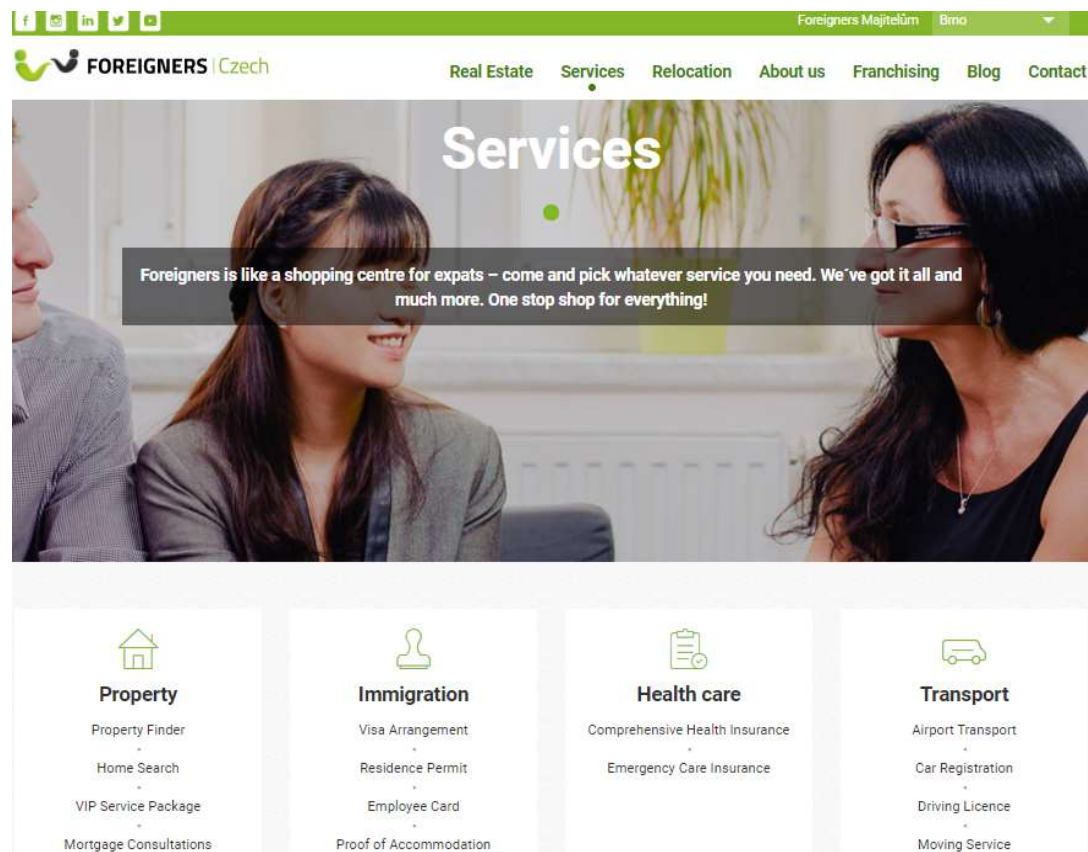 Foreigners Majitelům Brno
FOREIGNERS | Czech
Real Estate Services Relocation About us Franchising Blog Contact
Services
Foreigners is like a shopping centre for expats – come and pick whatever service you need. We´ve got it all and
much more. One stop shop for everything!
Property
Property Finder
Home Search
VIP Service Package
Mortgage Consultations
Immigration
Visa Arrangement
Residence Permit
Employee Card
Proof of Accommodation
Health care
Comprehensive Health Insurance
Emergency Care Insurance
Transport
Airport Transport
Car Registration
Driving Licence
Moving Service